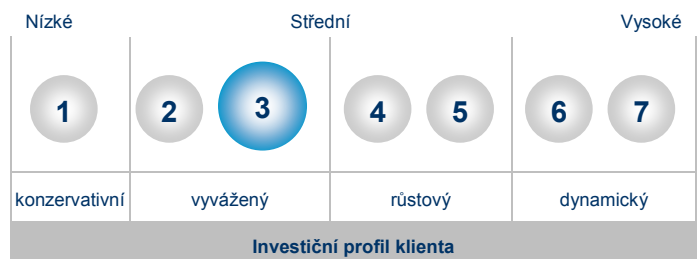 Nízké Střední Vysoké
1 2 3 4 5 6 7
konzervativní vyvážený růstový dynamický
Investiční profil klienta